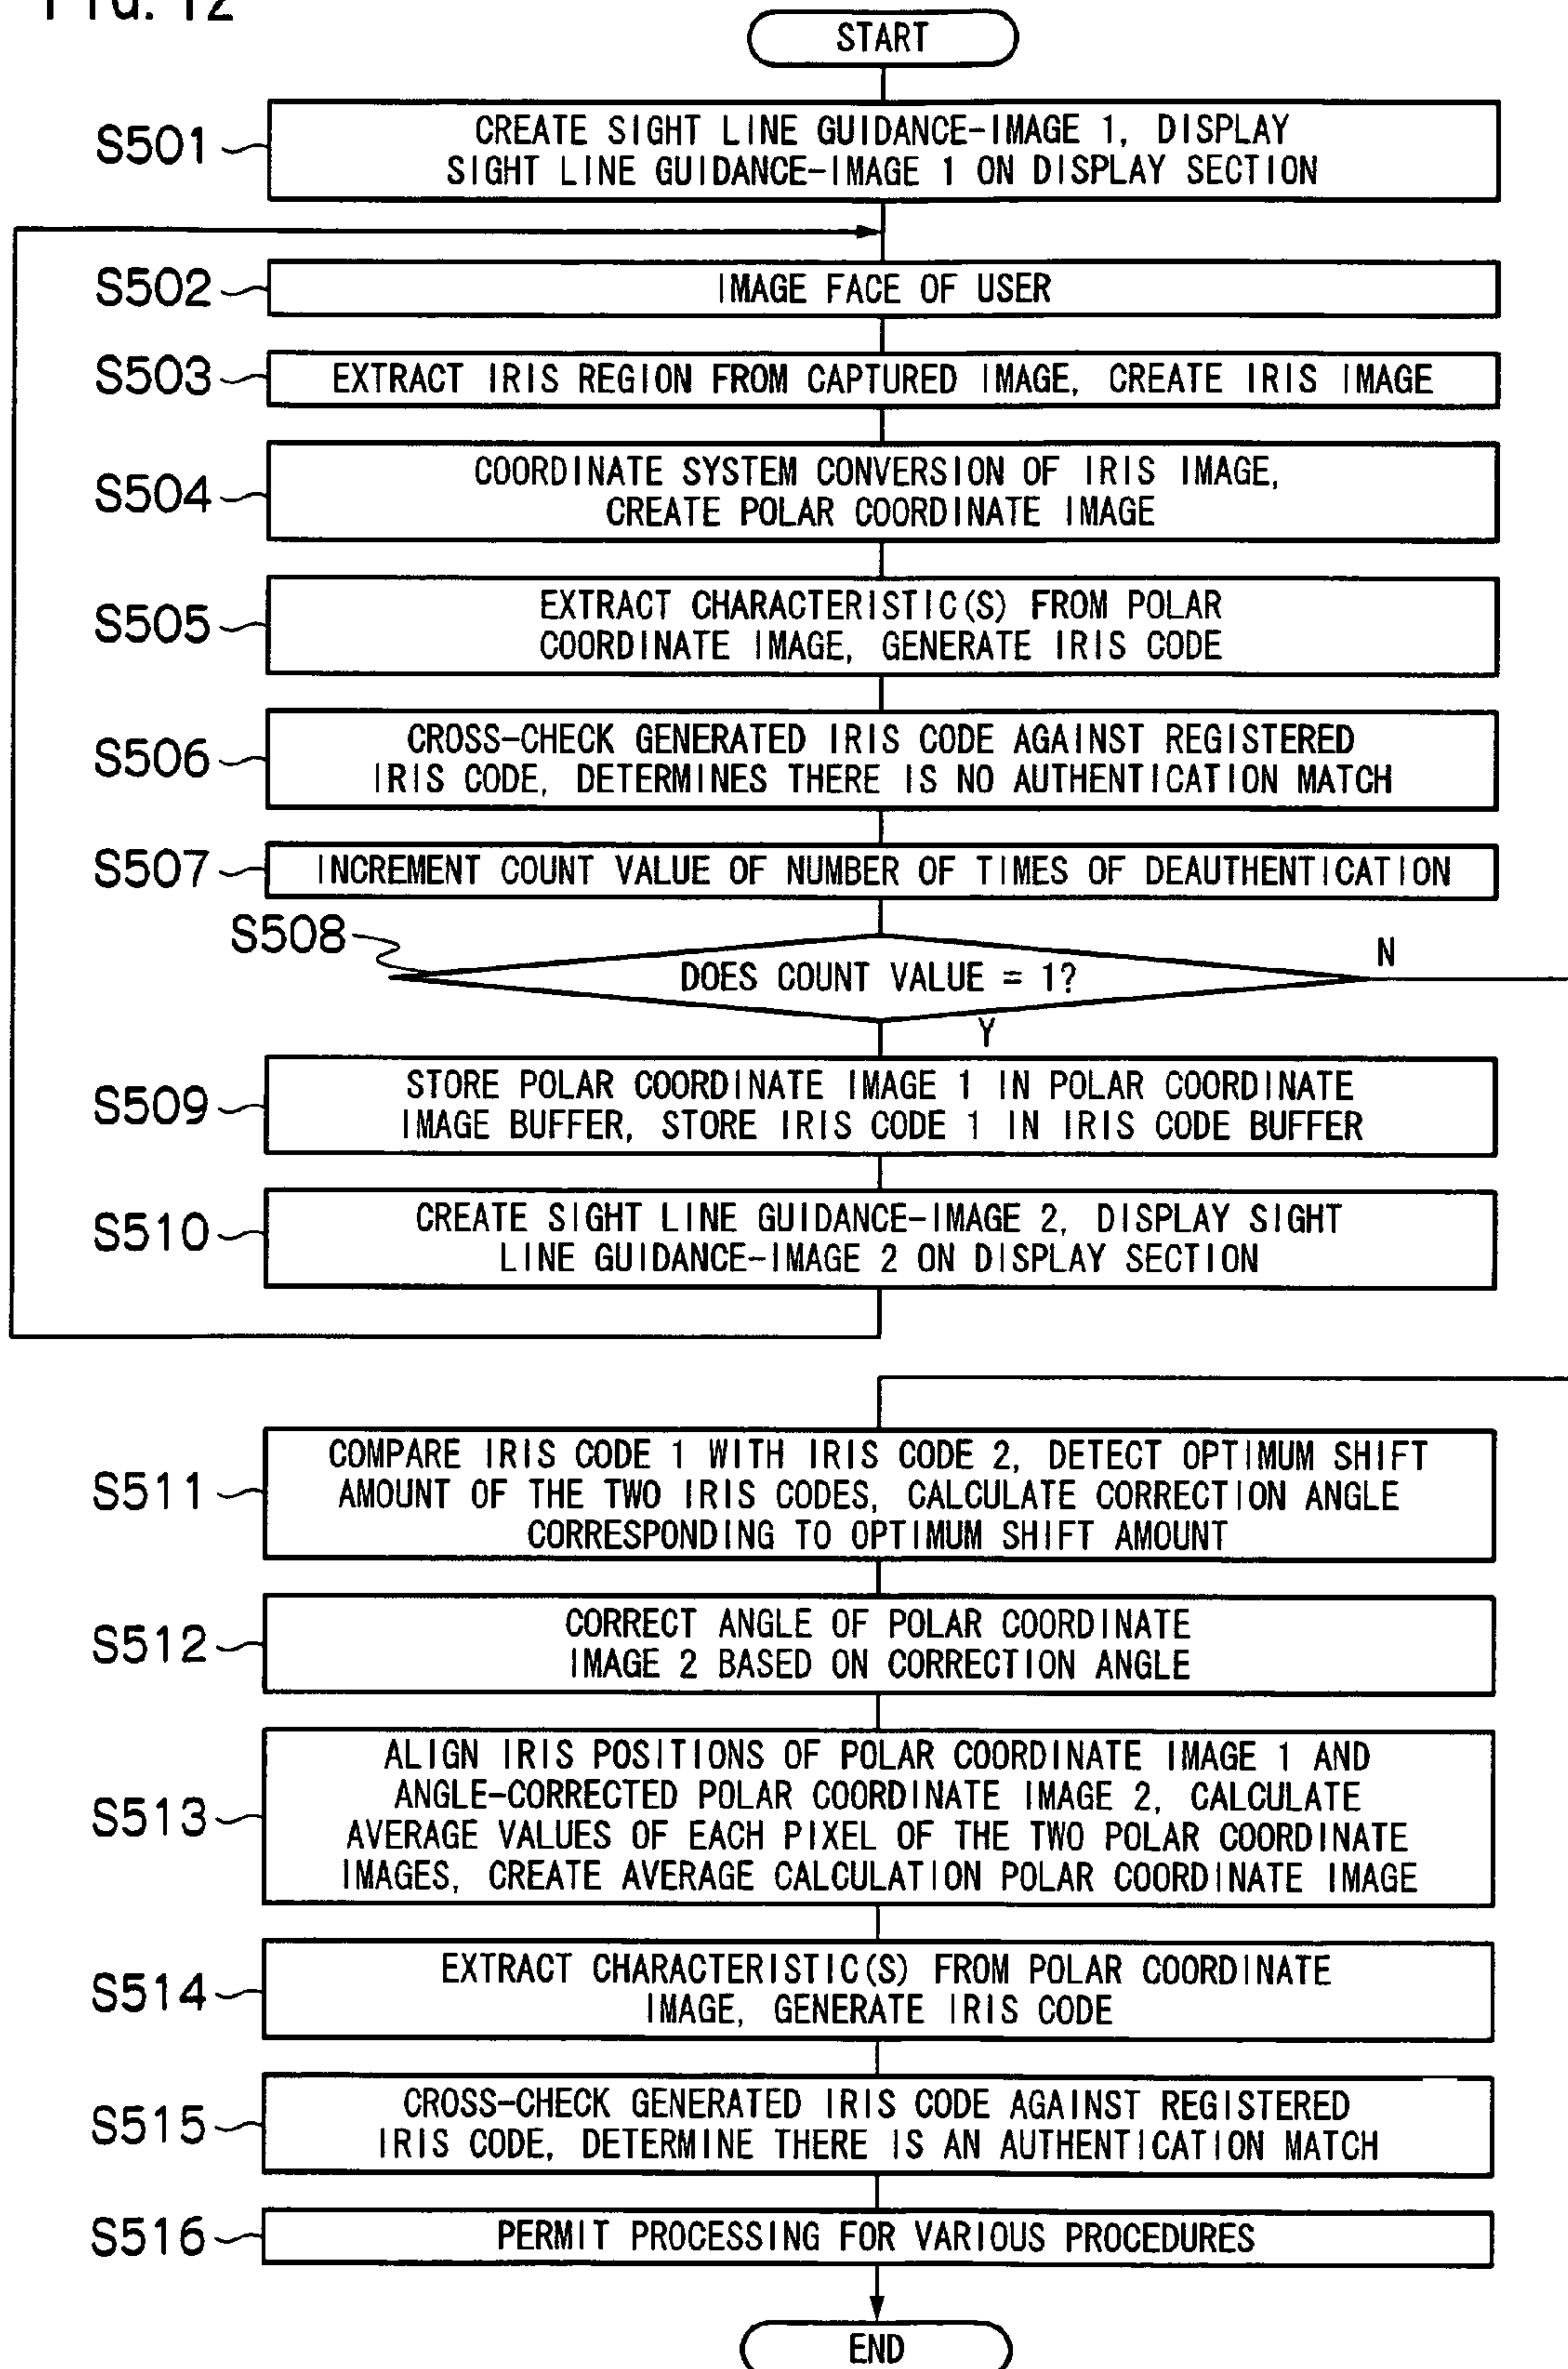 FIG. 12
START
S501
CREATE SIGHT LINE GUIDANCE-IMAGE 1, DISPLAY
SIGHT LINE GUIDANCE-IMAGE 1 ON DISPLAY SECTION
S502
IMAGE FACE OF USER
S503
EXTRACT IRIS REGION FROM CAPTURED IMAGE, CREATE IRIS IMAGE
S504
COORDINATE SYSTEM CONVERSION OF IRIS IMAGE,
CREATE POLAR COORDINATE IMAGE
S505
EXTRACT CHARACTERISTIC(S) FROM POLAR
COORDINATE IMAGE, GENERATE IRIS CODE
S506
CROSS-CHECK GENERATED IRIS CODE AGAINST REGISTERED
IRIS CODE, DETERMINES THERE IS NO AUTHENTICATION MATCH
S507
INCREMENT COUNT VALUE OF NUMBER OF TIMES OF DEAUTHENTICATION
S508
DOES COUNT VALUE = 1?
N
Y
S509
STORE POLAR COORDINATE IMAGE 1 IN POLAR COORDINATE
IMAGE BUFFER, STORE IRIS CODE 1 IN IRIS CODE BUFFER
S510
CREATE SIGHT LINE GUIDANCE-IMAGE 2, DISPLAY SIGHT
LINE GUIDANCE-IMAGE 2 ON DISPLAY SECTION
S511
COMPARE IRIS CODE 1 WITH IRIS CODE 2, DETECT OPTIMUM SHIFT
AMOUNT OF THE TWO IRIS CODES, CALCULATE CORRECTION ANGLE
CORRESPONDING TO OPTIMUM SHIFT AMOUNT
S512
CORRECT ANGLE OF POLAR COORDINATE
IMAGE 2 BASED ON CORRECTION ANGLE
S513
ALIGN IRIS POSITIONS OF POLAR COORDINATE IMAGE 1 AND
ANGLE-CORRECTED POLAR COORDINATE IMAGE 2, CALCULATE
AVERAGE VALUES OF EACH PIXEL OF THE TWO POLAR COORDINATE
IMAGES, CREATE AVERAGE CALCULATION POLAR COORDINATE IMAGE
S514
EXTRACT CHARACTERISTIC(S) FROM POLAR COORDINATE
IMAGE, GENERATE IRIS CODE
S515
CROSS-CHECK GENERATED IRIS CODE AGAINST REGISTERED
IRIS CODE, DETERMINE THERE IS AN AUTHENTICATION MATCH
S516
PERMIT PROCESSING FOR VARIOUS PROCEDURES
END